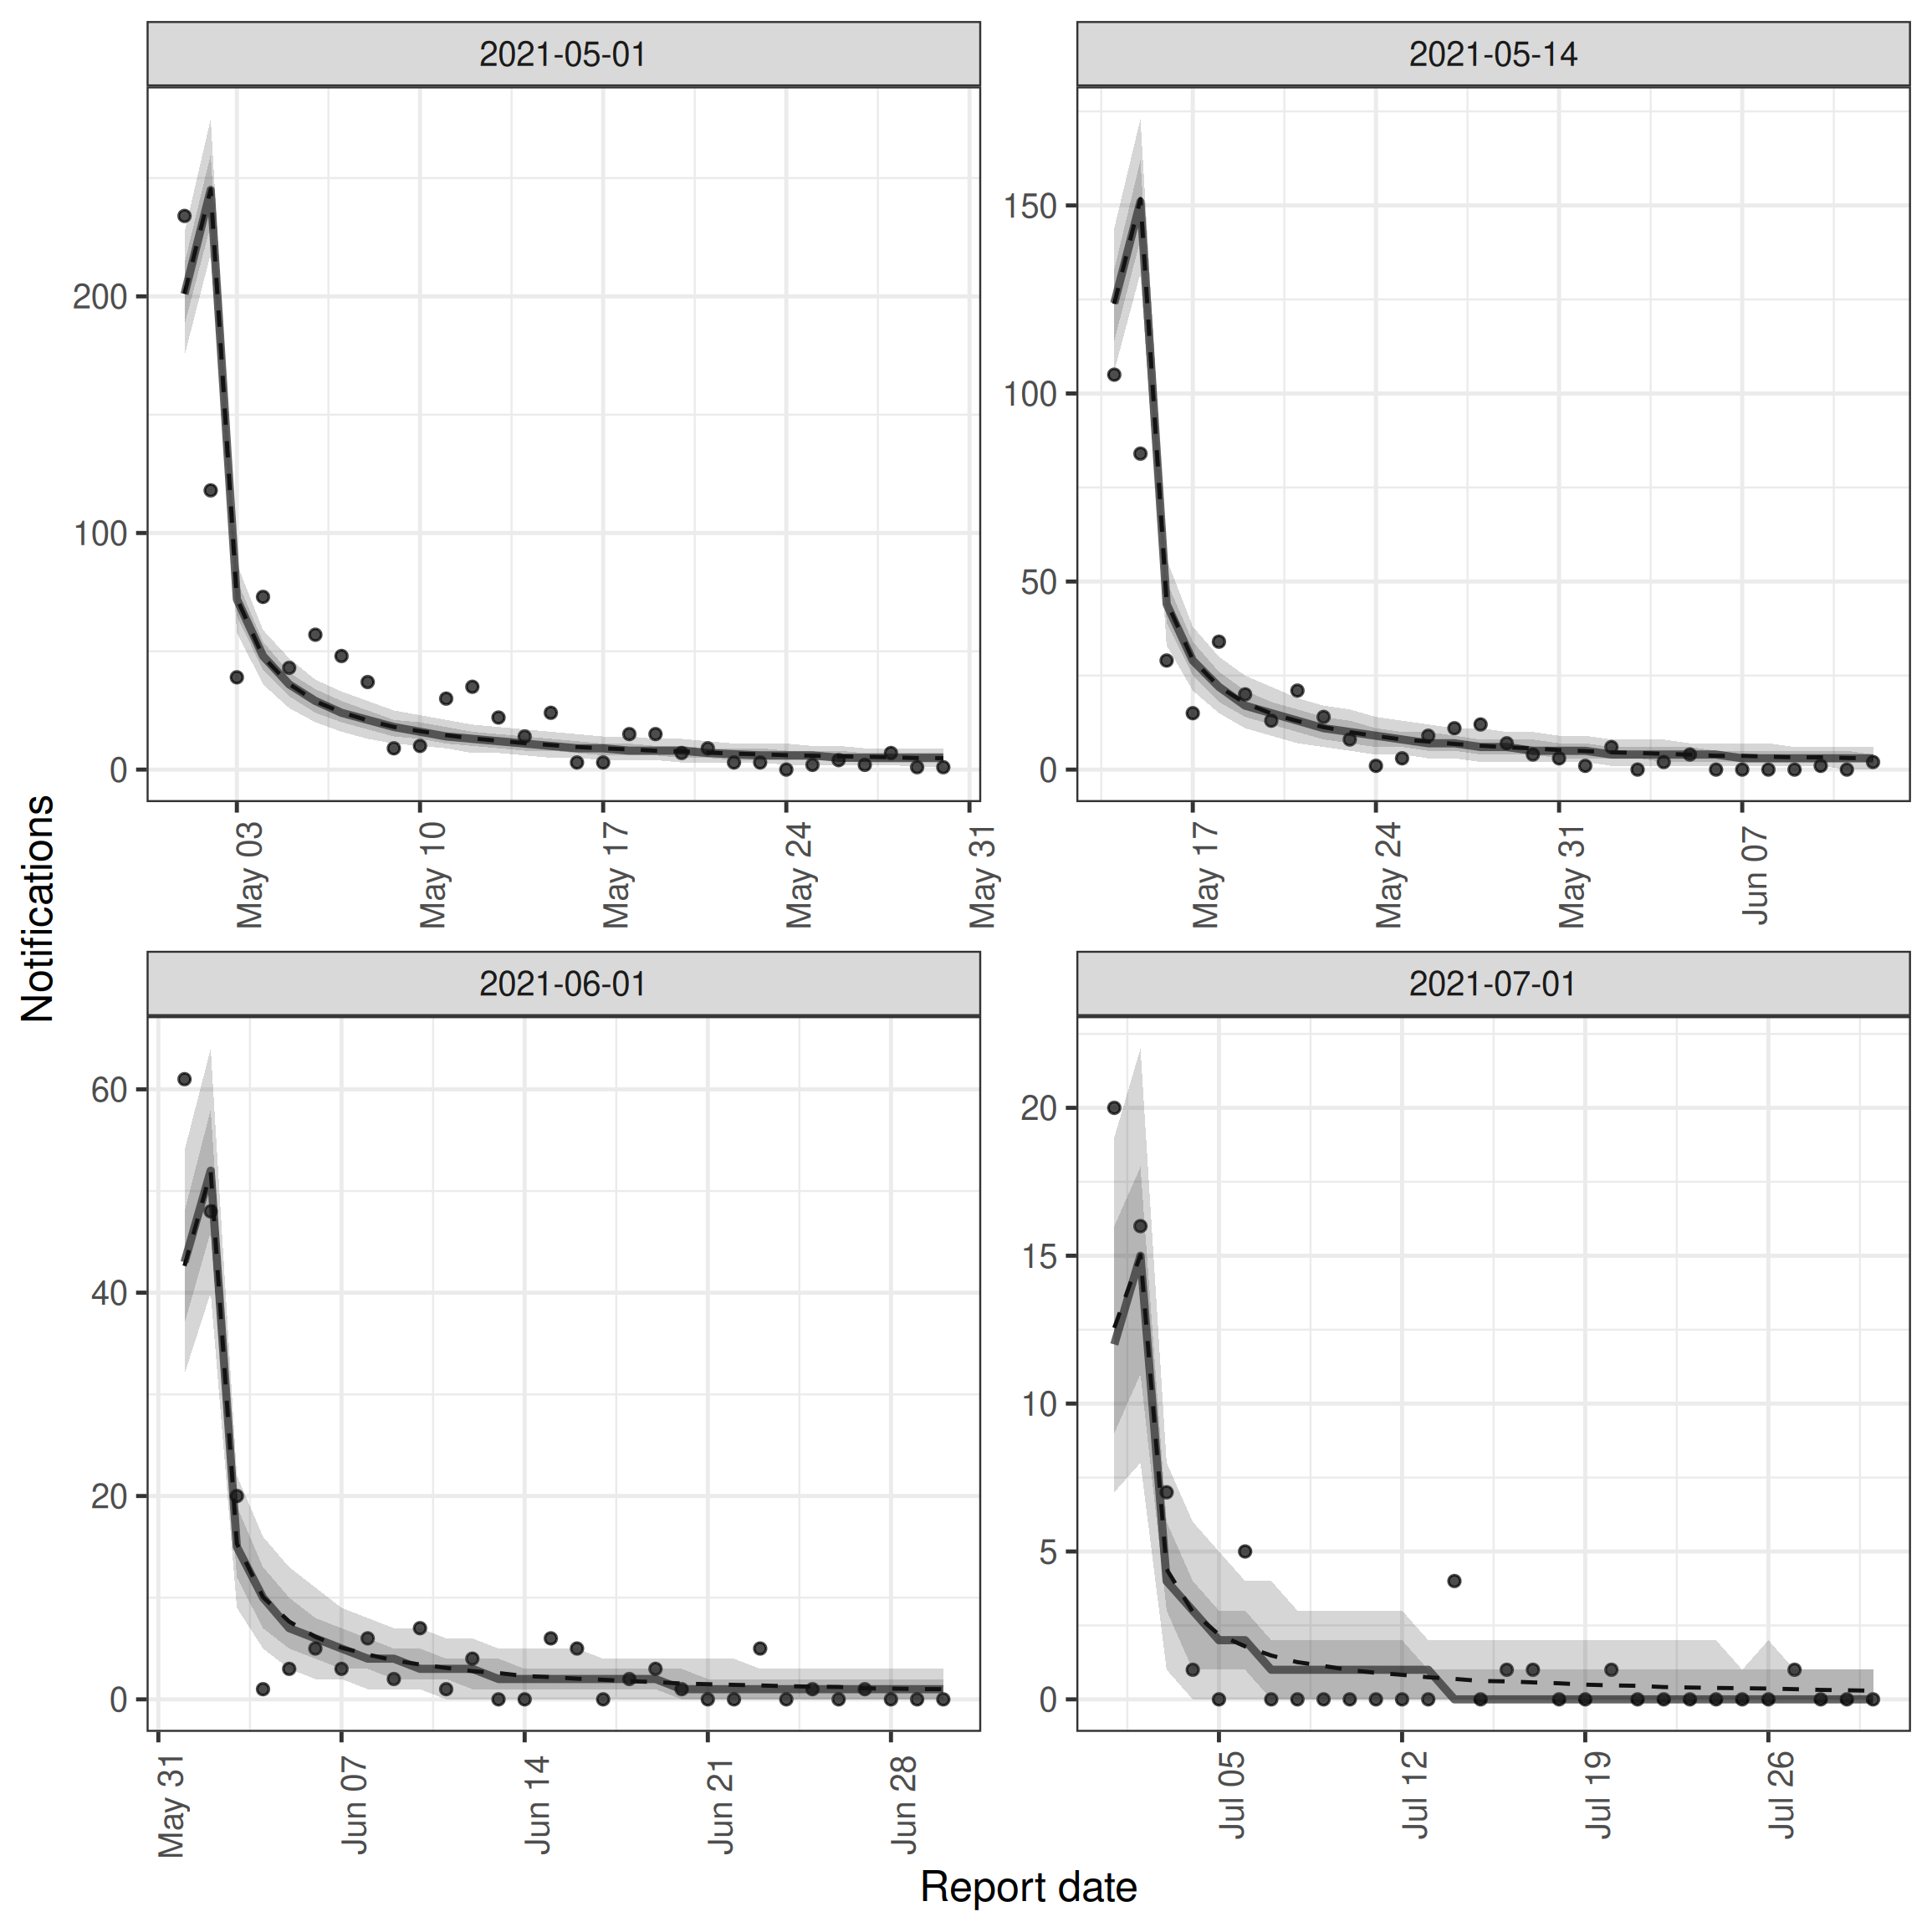 2021-05-01
2021-05-14
200
100
0
150
100
50
0
May 03
May 10
May 17
May 24
May 31
May 17
May 24
May 31
Jun 07
Notifications
2021-06-01
2021-07-01
60
40
20
0
20
15
10
5
0
May 31
Jun 07
Jun 14
Jun 21
Jun 28
Jul 05
Jul 12
Jul 19
Jul 26
Report date